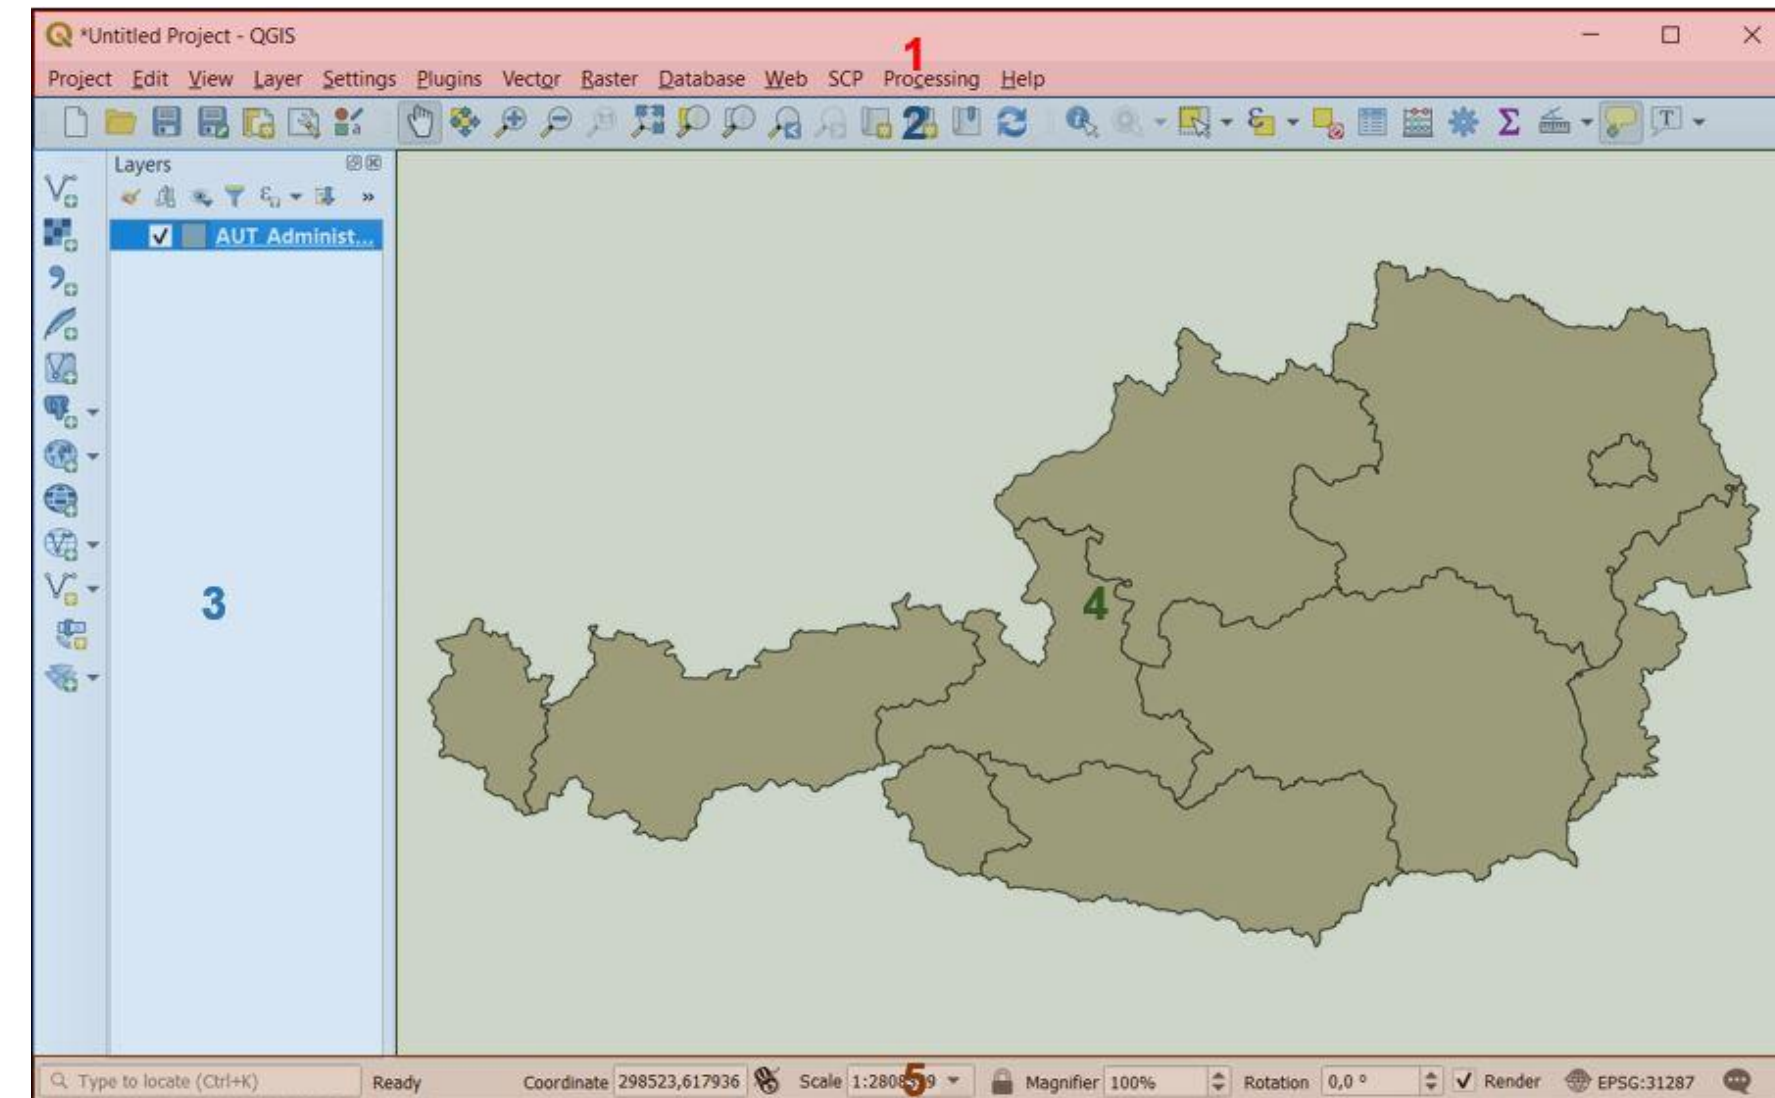 *Untitled Project - QGIS
1
Project Edit View Layer Settings Plugins Vector Raster Database Web SCP Processing Help
2
Layers
AUT Administ...
3
4
Type to locate (Ctrl+K) Ready Coordinate 298523,617936 Scale Magnifier 100% Rotation 0,0 ° Render EPSG:31287
5